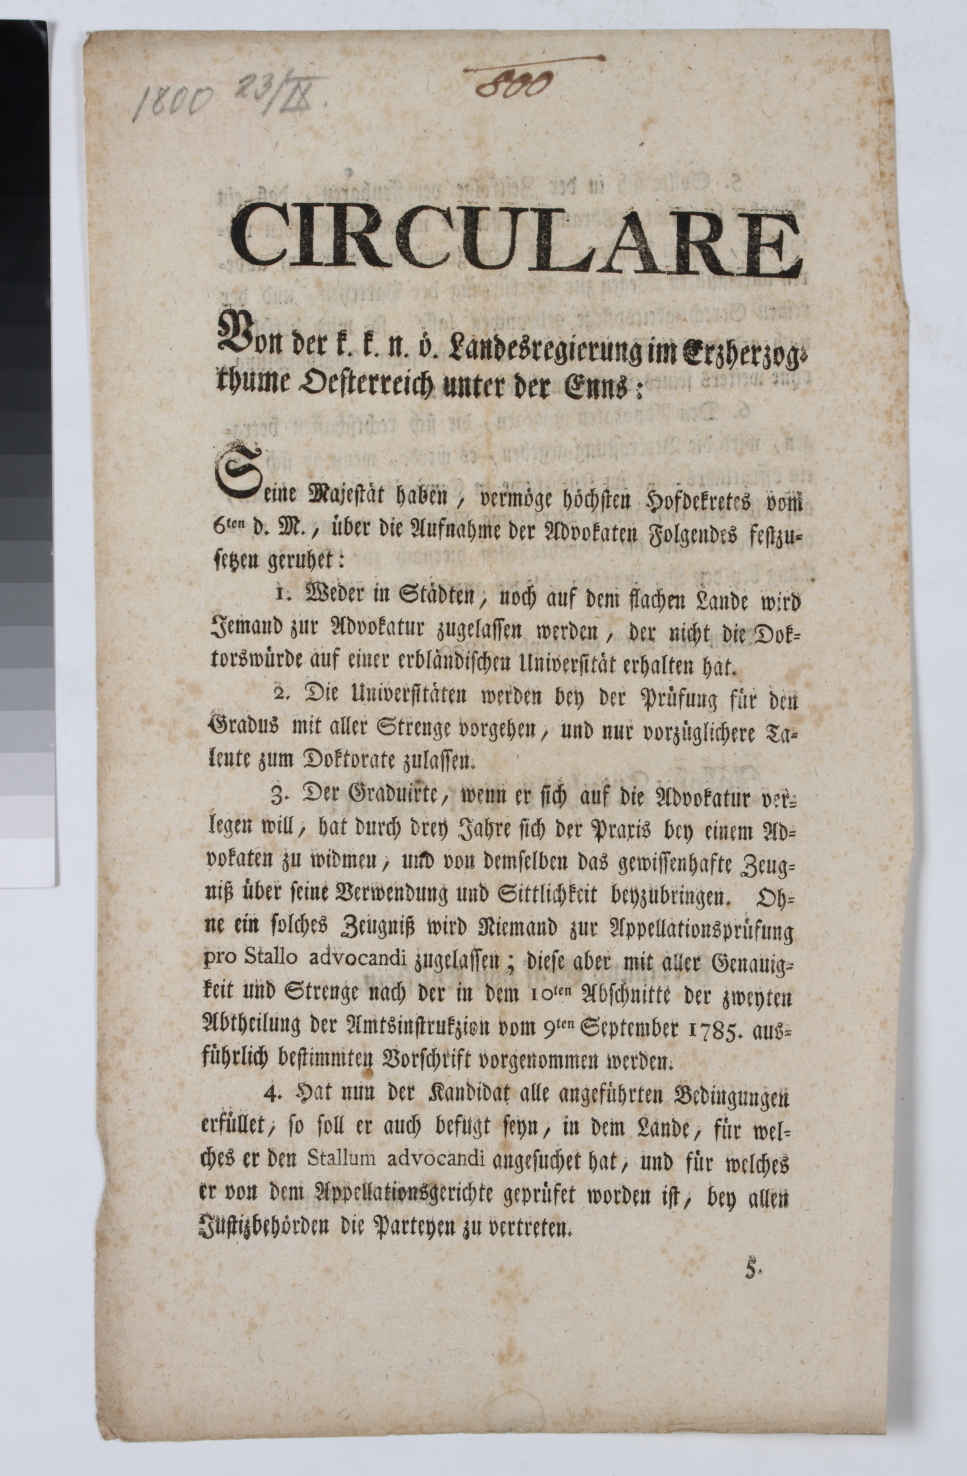 1800 23/II.
800
CIRCULARE
Von der k. k. n. ö. Landesregierung im Erzherzog-
thume Oesterreich unter der Enns:
Seine Majestät haben, vermöge höchsten Hofdekretes vom
6ten d. M., über die Aufnahme der Advokaten Folgendes festzu-
setzen geruhet:
1. Weder in Städten, noch auf dem flachen Lande wird
Jemand zur Advokatur zugelassen werden, der nicht die Dok-
torswürde auf einer erbländischen Universität erhalten hat.
2. Die Universitäten werden bey der Prüfung für den
Gradus mit aller Strenge vorgehen, und nur vorzüglichere Ta-
lente zum Doktorate zulassen.
3. Der Graduirte, wenn er sich auf die Advokatur ver-
legen will, hat durch drey Jahre sich der Praxis bey einem Ad-
vokaten zu widmen, und von demselben das gewissenhafte Zeug-
niß über seine Verwendung und Sittlichkeit beyzubringen. Oh-
ne ein solches Zeugniß wird Niemand zur Appellationsprüfung
pro Stallo advocandi zugelassen; diese aber mit aller Genauig-
keit und Strenge nach der in dem 10ten Abschnitte der zweyten
Abtheilung der Amtsinstrukzion vom 9ten September 1785. aus-
führlich bestimmten Vorschrift vorgenommen werden.
4. Hat nun der Kandidat alle angeführten Bedingungen
erfüllet, so soll er auch befugt seyn, in dem Lande, für wel-
ches er den Stallum advocandi angesuchet hat, und für welches
er von dem Appellationsgerichte geprüfet worden ist, bey allen
Justizbehörden die Parteyen zu vertreten.
5.